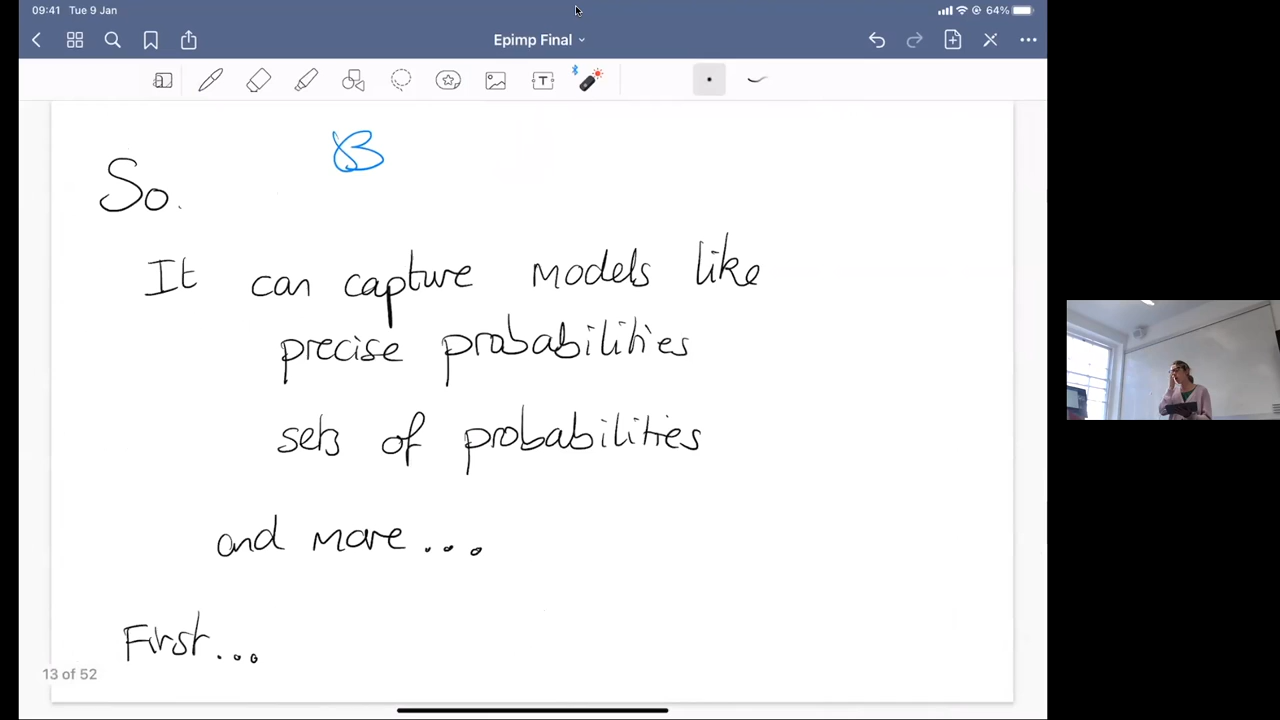 09:41 Tue 9 Jan
64%
Epimp Final
T
B
So.
It can capture models like
precise probabilities
sets of probabilities
and more...
First...
13 of 52